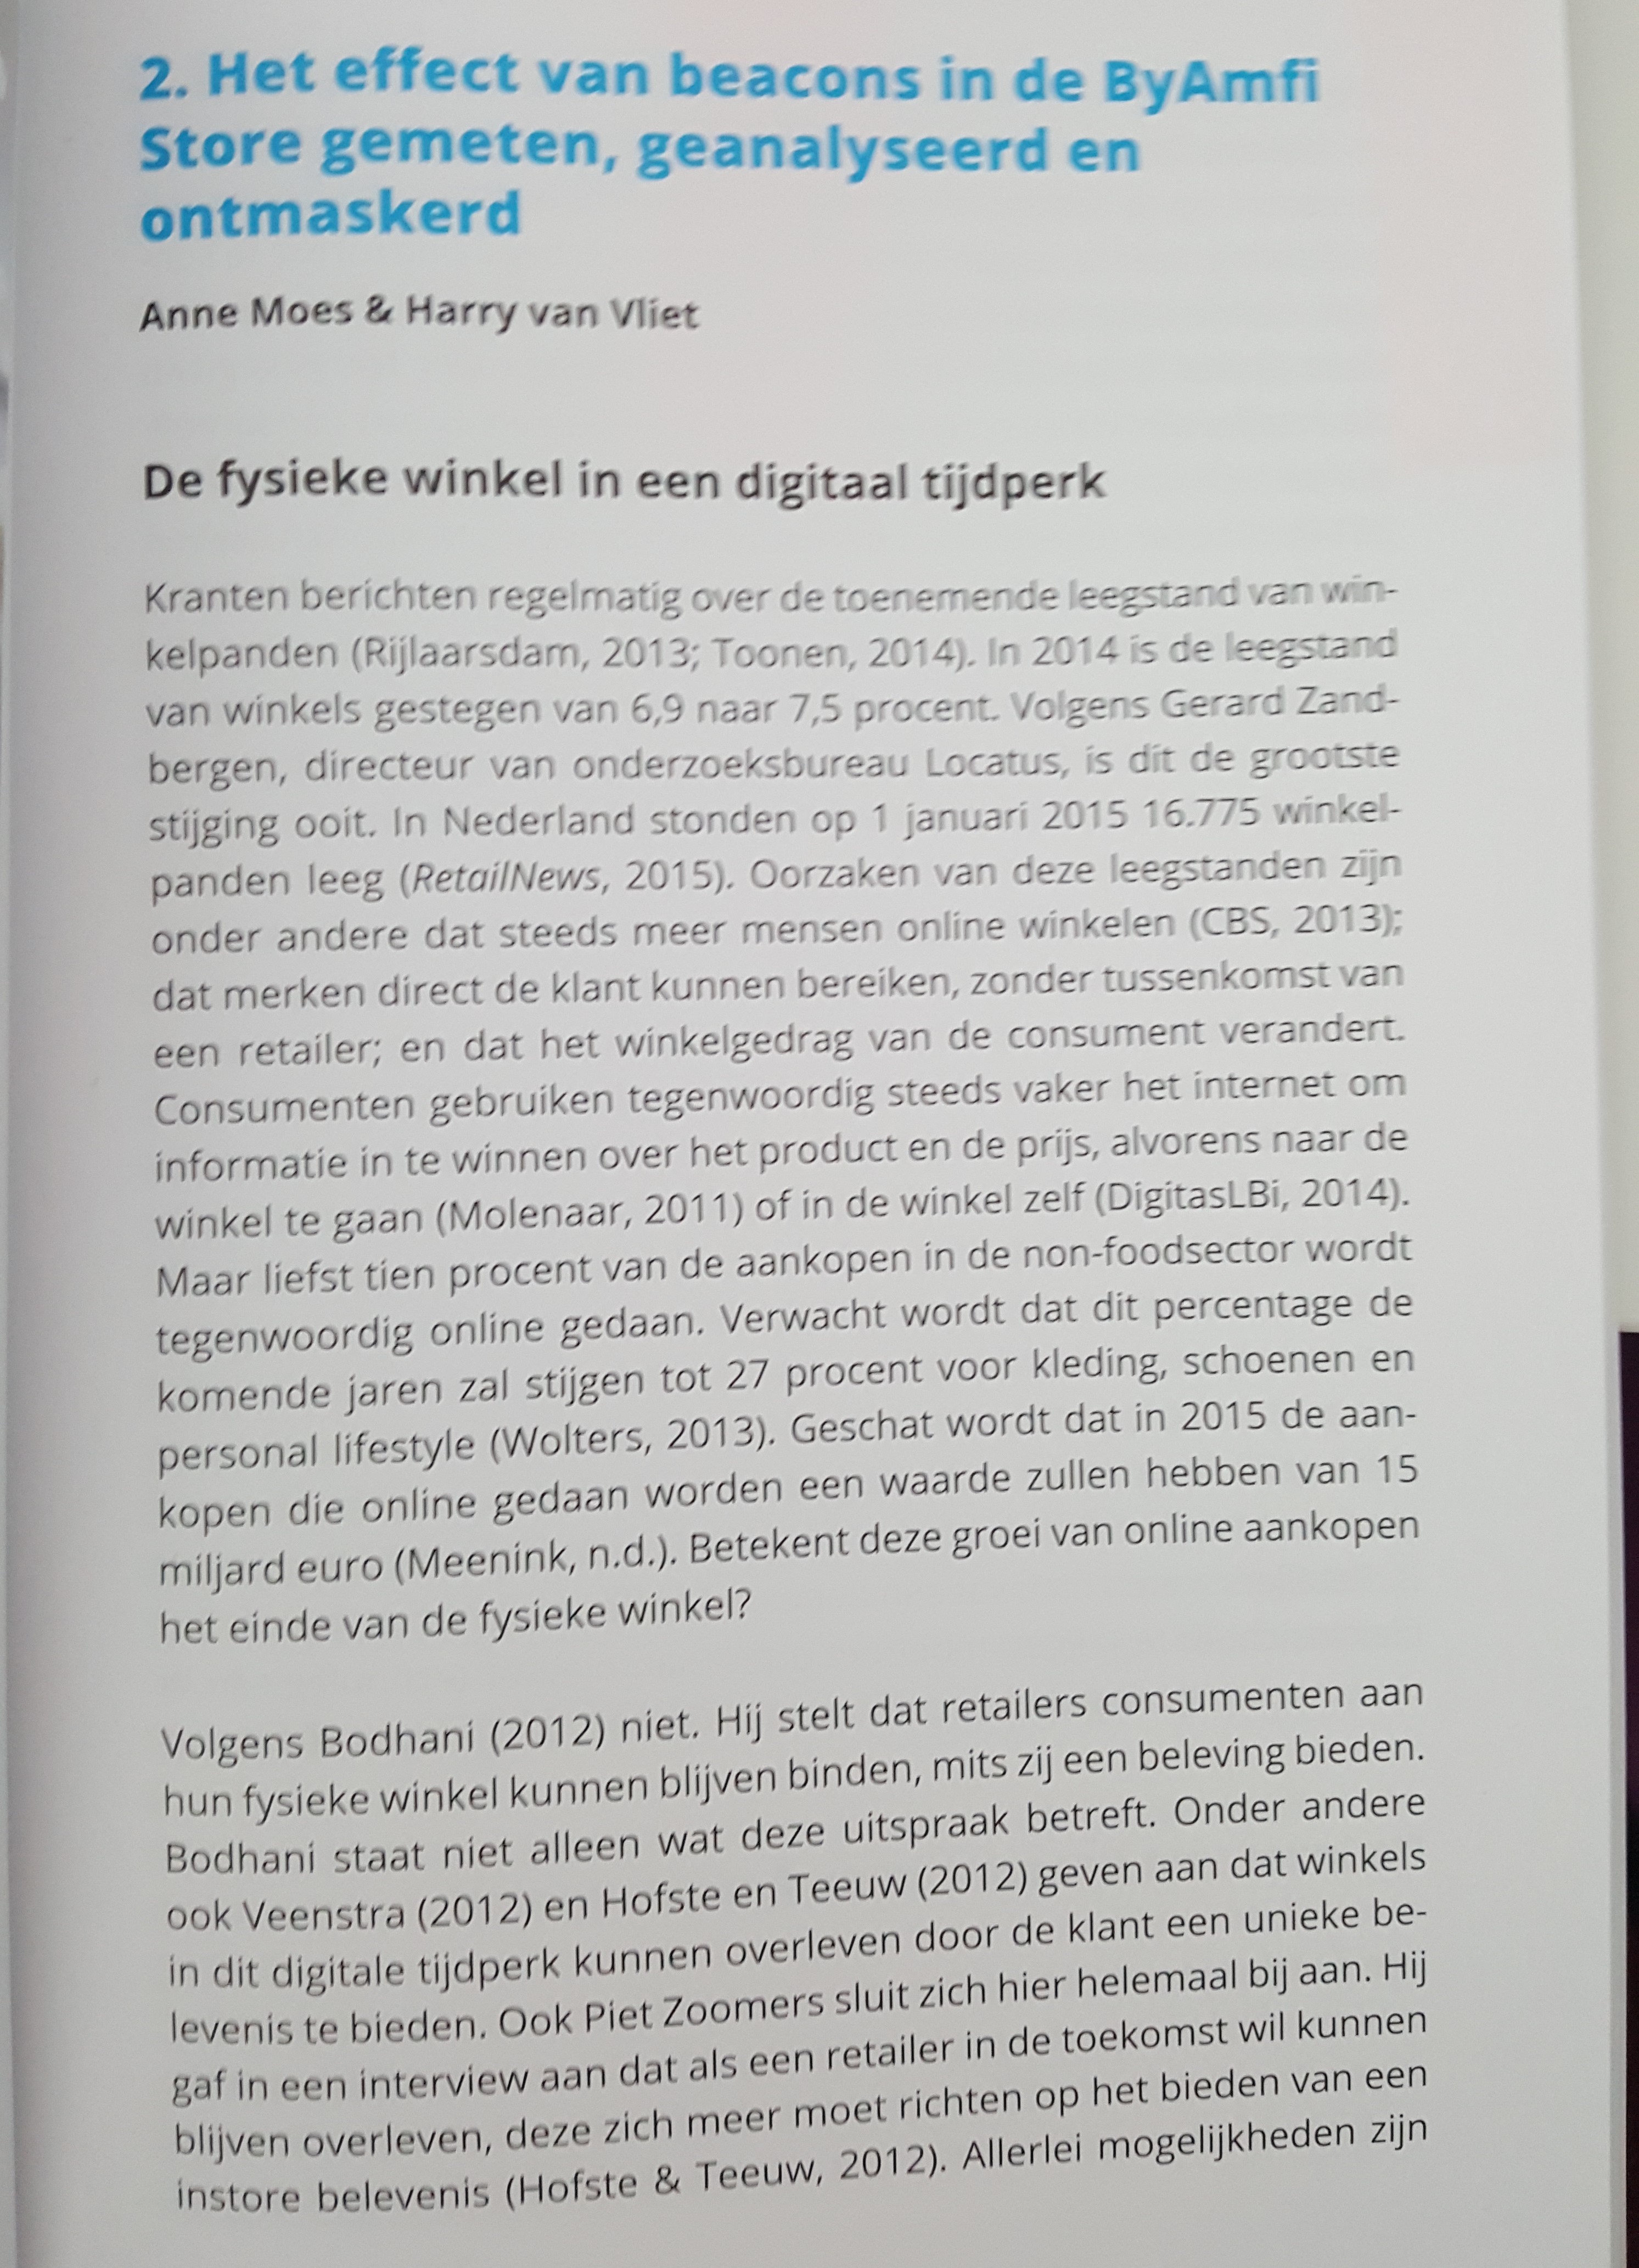 2. Het effect van beacons in de ByAmfi
Store gemeten, geanalyseerd en
ontmaskerd
Anne Moes & Harry van Vliet
De fysieke winkel in een digitaal tijdperk
Kranten berichten regelmatig over de toenemende leegstand van win-
kelpanden (Rijlaarsdam, 2013; Toonen, 2014). In 2014 is de leegstand
van winkels gestegen van 6,9 naar 7,5 procent. Volgens Gerard Zand-
bergen, directeur van onderzoeksbureau Locatus, is dit de grootste
stijging ooit. In Nederland stonden op 1 januari 2015 16.775 winkel-
panden leeg (RetailNews, 2015). Oorzaken van deze leegstanden zijn
onder andere dat steeds meer mensen online winkelen (CBS, 2013);
dat merken direct de klant kunnen bereiken, zonder tussenkomst van
een retailer; en dat het winkelgedrag van de consument verandert.
Consumenten gebruiken tegenwoordig steeds vaker het internet om
informatie in te winnen over het product en de prijs, alvorens naar de
winkel te gaan (Molenaar, 2011) of in de winkel zelf (DigitasLBi, 2014).
Maar liefst tien procent van de aankopen in de non-foodsector wordt
tegenwoordig online gedaan. Verwacht wordt dat dit percentage de
komende jaren zal stijgen tot 27 procent voor kleding, schoenen en
personal lifestyle (Wolters, 2013). Geschat wordt dat in 2015 de aan-
kopen die online gedaan worden een waarde zullen hebben van 15
miljard euro (Meenink, n.d.). Betekent deze groei van online aankopen
het einde van de fysieke winkel?
Volgens Bodhani (2012) niet. Hij stelt dat retailers consumenten aan
hun fysieke winkel kunnen blijven binden, mits zij een beleving bieden.
Bodhani staat niet alleen wat deze uitspraak betreft. Onder andere
ook Veenstra (2012) en Hofste en Teeuw (2012) geven aan dat winkels
in dit digitale tijdperk kunnen overleven door de klant een unieke be-
levenis te bieden. Ook Piet Zoomers sluit zich hier helemaal bij aan. Hij
gaf in een interview aan dat als een retailer in de toekomst wil kunnen
blijven overleven, deze zich meer moet richten op het bieden van een
instore belevenis (Hofste & Teeuw, 2012). Allerlei mogelijkheden zijn